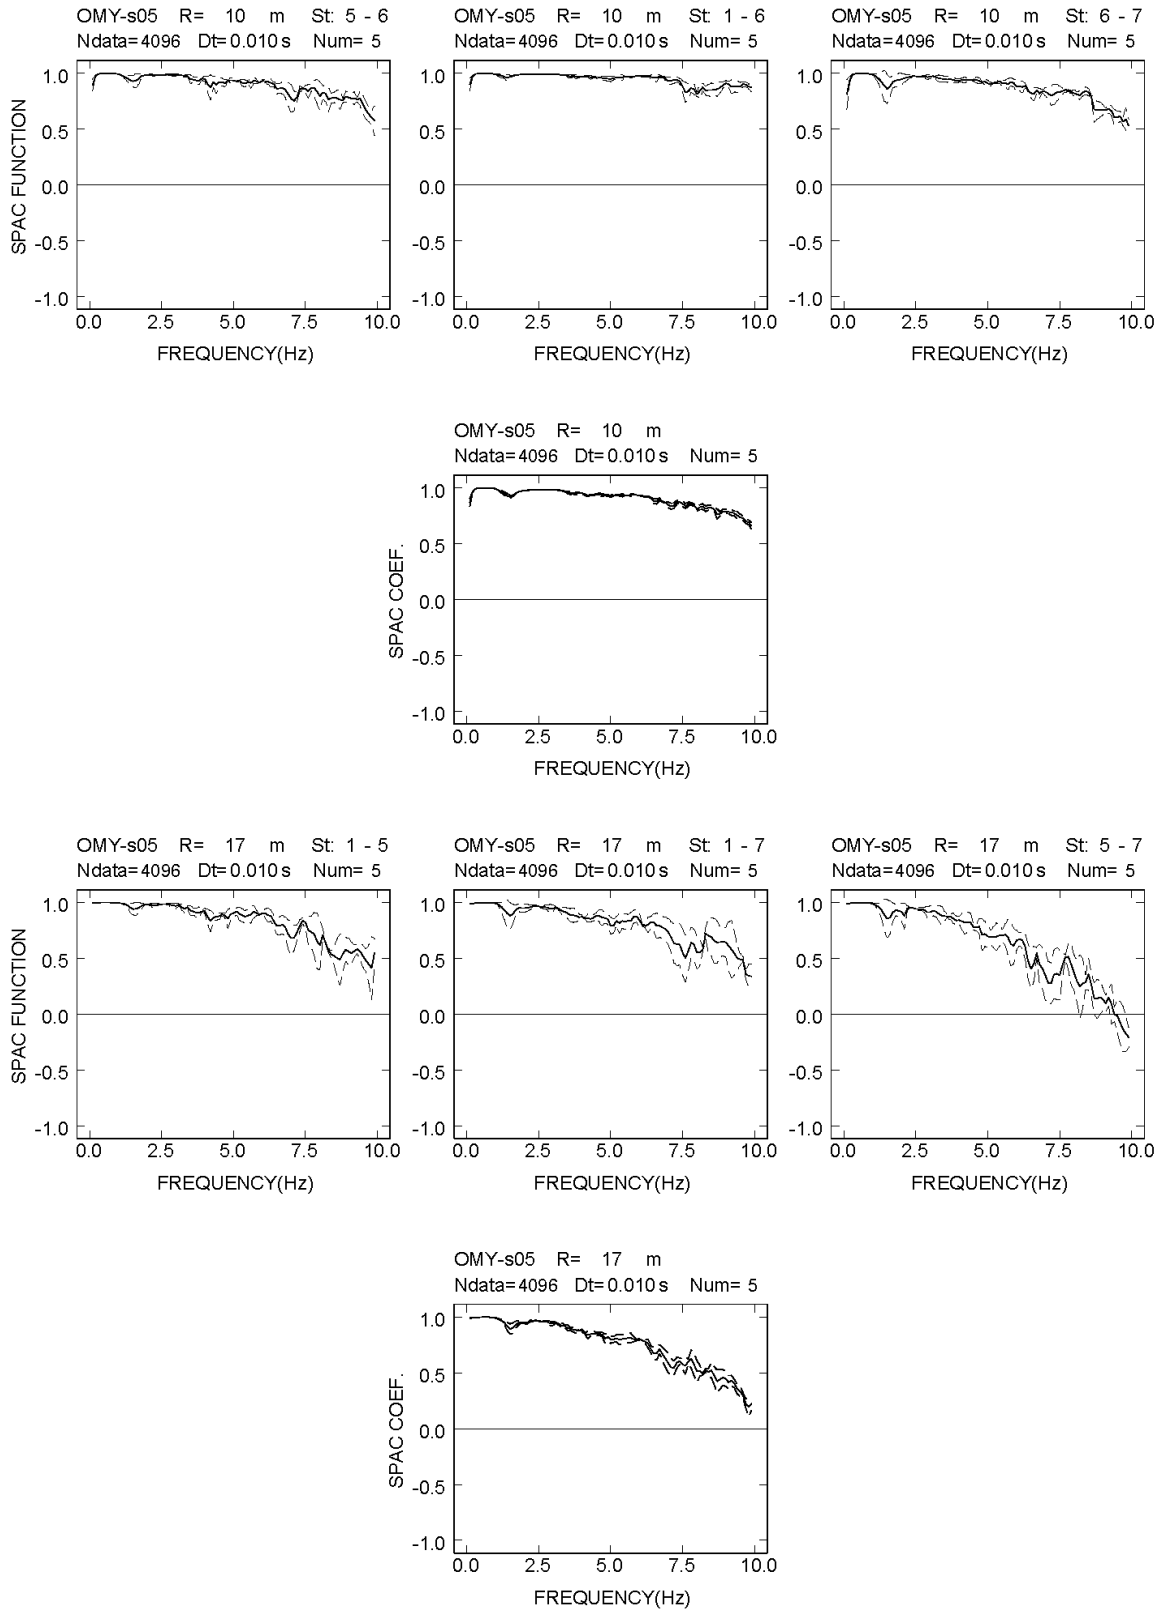 OMY-s05 R= 10 m St: 5 - 6
Ndata=4096 Dt=0.010 s Num= 5
OMY-s05 R= 10 m St: 1 - 6
Ndata=4096 Dt=0.010 s Num= 5
OMY-s05 R= 10 m St: 6 - 7
Ndata=4096 Dt=0.010 s Num= 5
SPAC FUNCTION
1.0
0.5
0.0
-0.5
-1.0
0.0 2.5 5.0 7.5 10.0
FREQUENCY(Hz)
1.0
0.5
0.0
-0.5
-1.0
0.0 2.5 5.0 7.5 10.0
FREQUENCY(Hz)
1.0
0.5
0.0
-0.5
-1.0
0.0 2.5 5.0 7.5 10.0
FREQUENCY(Hz)
OMY-s05 R= 10 m
Ndata=4096 Dt=0.010 s Num= 5
SPAC COEF.
1.0
0.5
0.0
-0.5
-1.0
0.0 2.5 5.0 7.5 10.0
FREQUENCY(Hz)
OMY-s05 R= 17 m St: 1 - 5
Ndata=4096 Dt=0.010 s Num= 5
OMY-s05 R= 17 m St: 1 - 7
Ndata=4096 Dt=0.010 s Num= 5
OMY-s05 R= 17 m St: 5 - 7
Ndata=4096 Dt=0.010 s Num= 5
SPAC FUNCTION
1.0
0.5
0.0
-0.5
-1.0
0.0 2.5 5.0 7.5 10.0
FREQUENCY(Hz)
1.0
0.5
0.0
-0.5
-1.0
0.0 2.5 5.0 7.5 10.0
FREQUENCY(Hz)
1.0
0.5
0.0
-0.5
-1.0
0.0 2.5 5.0 7.5 10.0
FREQUENCY(Hz)
OMY-s05 R= 17 m
Ndata=4096 Dt=0.010 s Num= 5
SPAC COEF.
1.0
0.5
0.0
-0.5
-1.0
0.0 2.5 5.0 7.5 10.0
FREQUENCY(Hz)